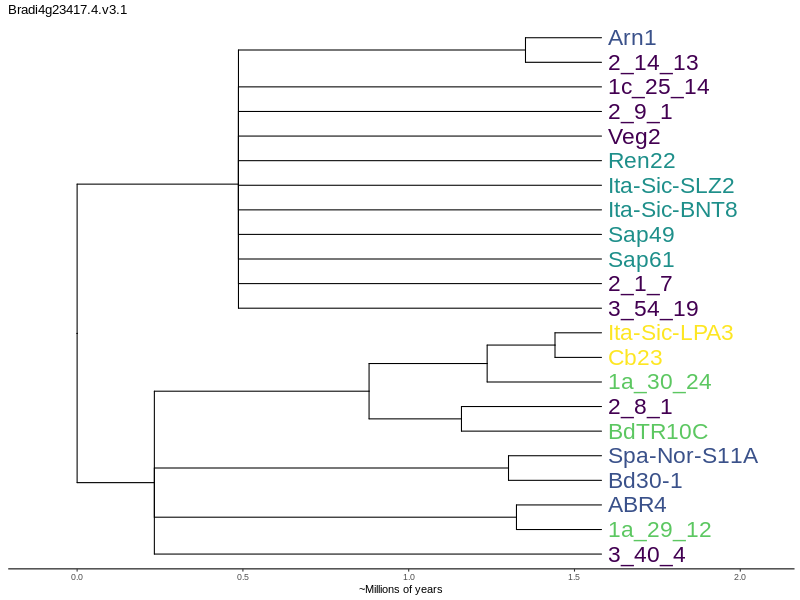 Bradi4g23417.4.v3.1
Arn1
2_14_13
1c_25_14
2_9_1
Veg2
Ren22
Ita-Sic-SLZ2
Ita-Sic-BNT8
Sap49
Sap61
2_1_7
3_54_19
Ita-Sic-LPA3
Cb23
1a_30_24
2_8_1
BdTR10C
Spa-Nor-S11A
Bd30-1
ABR4
1a_29_12
3_40_4
0.0 0.5 1.0 1.5 2.0
~Millions of years